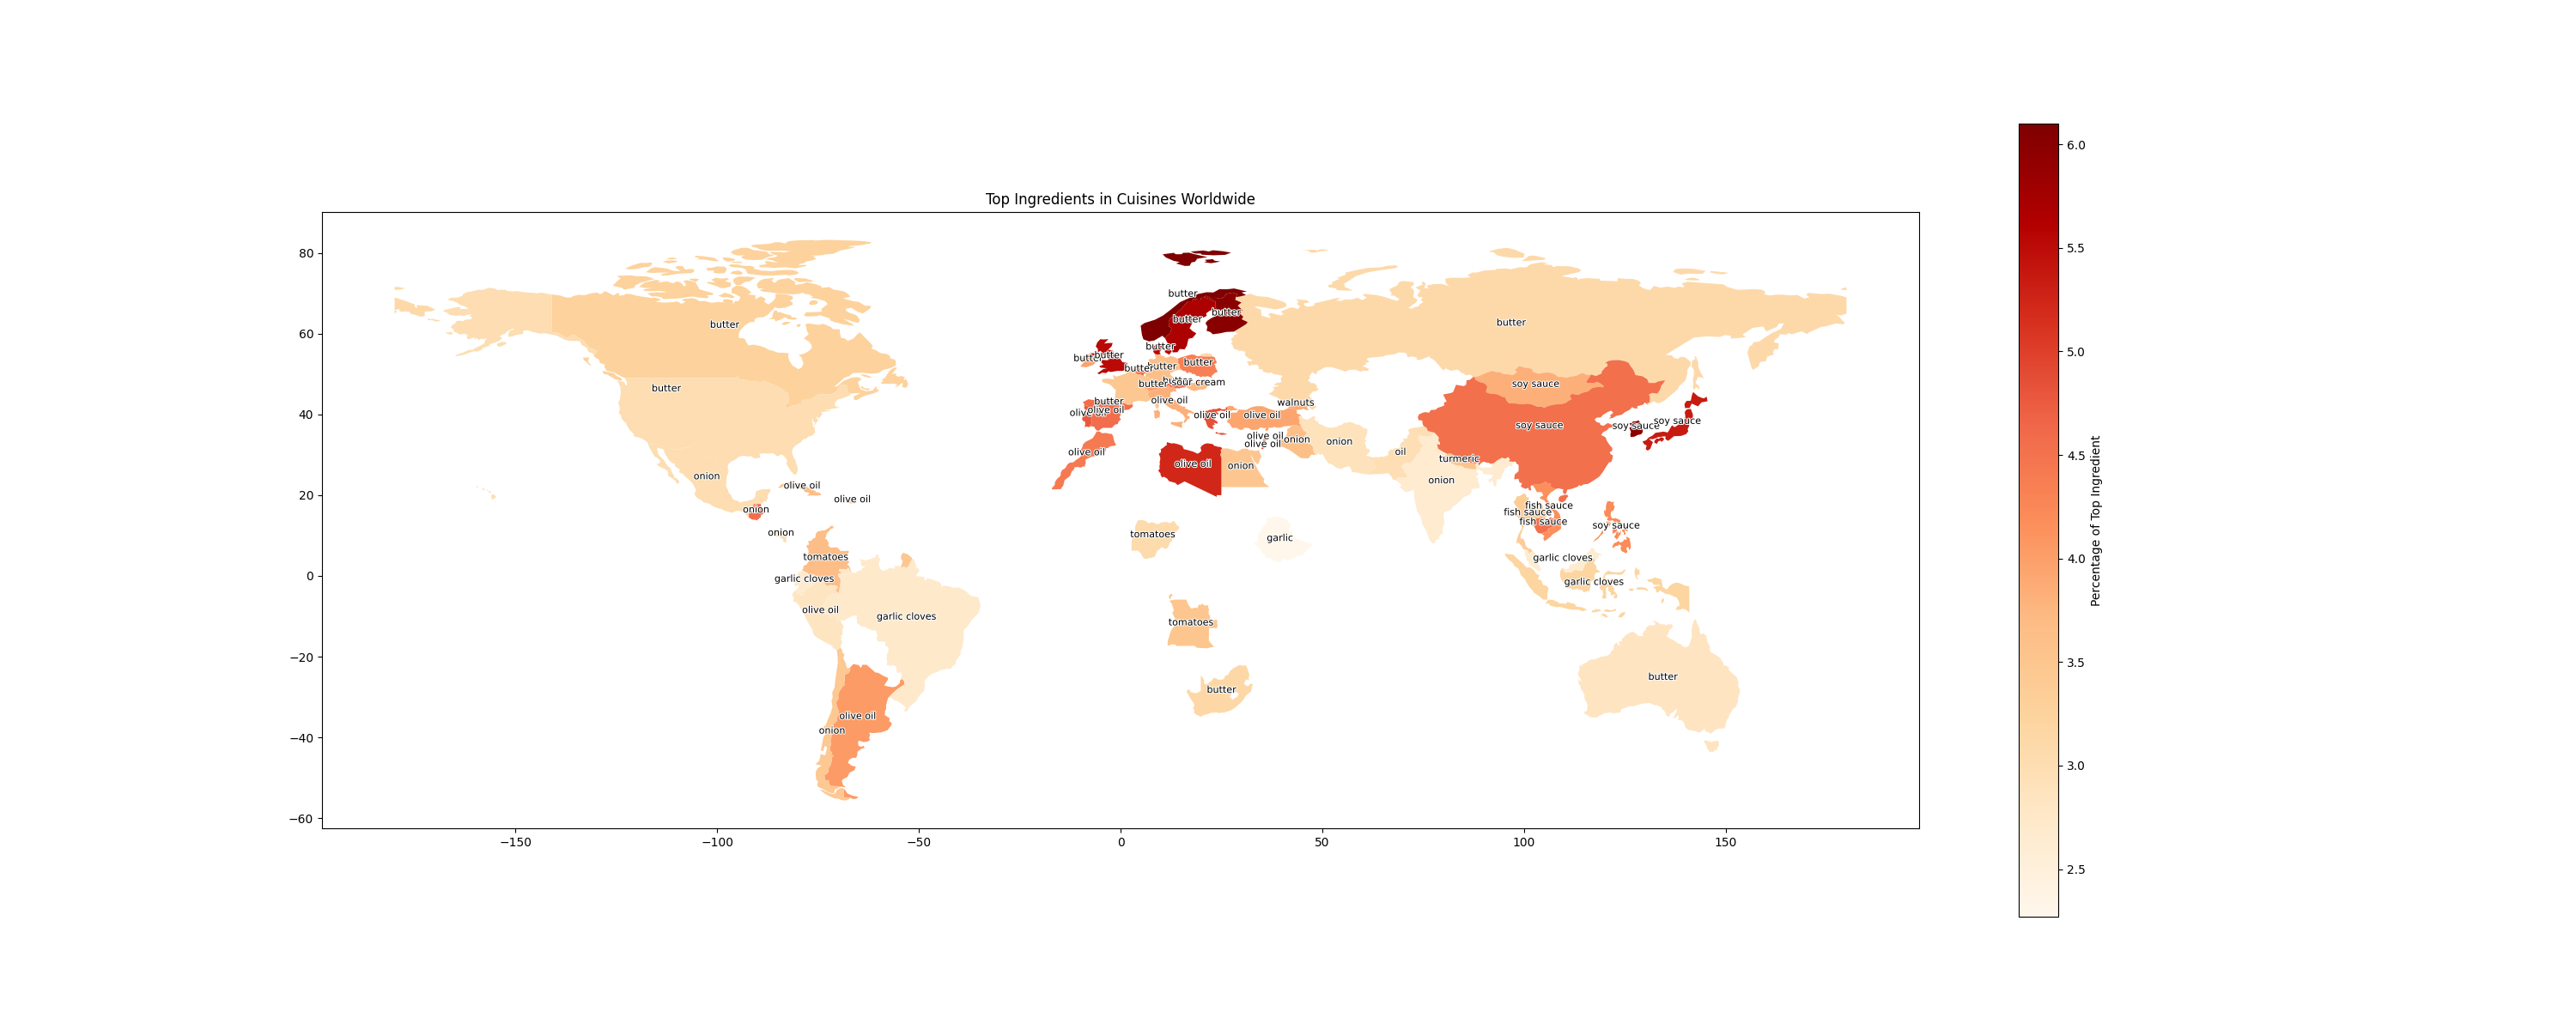 Top Ingredients in Cuisines Worldwide
80
60
40
20
0
−20
−40
−60
−150
−100
−50
0
50
100
150
butter
butter
onion
olive oil
olive oil
onion
onion
tomatoes
garlic cloves
olive oil
garlic cloves
olive oil
onion
butter
butter
butter
butter
butter
butter
butter
butter
butter
butter
sour cream
butter
olive oil
olive oil
olive oil
olive oil
walnuts
olive oil
olive oil
onion
onion
olive oil
olive oil
onion
oil
turmeric
onion
tomatoes
garlic
tomatoes
butter
butter
soy sauce
soy sauce
soy sauce
soy sauce
fish sauce
fish sauce
fish sauce
soy sauce
garlic cloves
garlic cloves
butter
6.0
5.5
5.0
4.5
4.0
3.5
3.0
2.5
Percentage of Top Ingredient